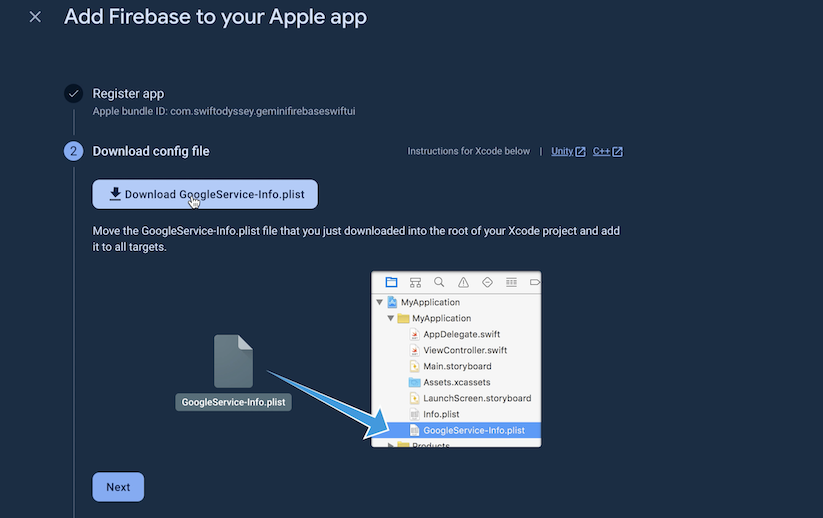 Add Firebase to your Apple app
Register app
Apple bundle ID: com.swiftodyssey.geminifirebaseswiftui
2 Download config file
Instructions for Xcode below | Unity C++
Download GoogleService-Info.plist
Move the GoogleService-Info.plist file that you just downloaded into the root of your Xcode project and add
it to all targets.
MyApplication
MyApplication
AppDelegate.swift
ViewController.swift
Main.storyboard
Assets.xcassets
LaunchScreen.storyboard
Info.plist
GoogleService-Info.plist
Products
GoogleService-Info.plist
Next